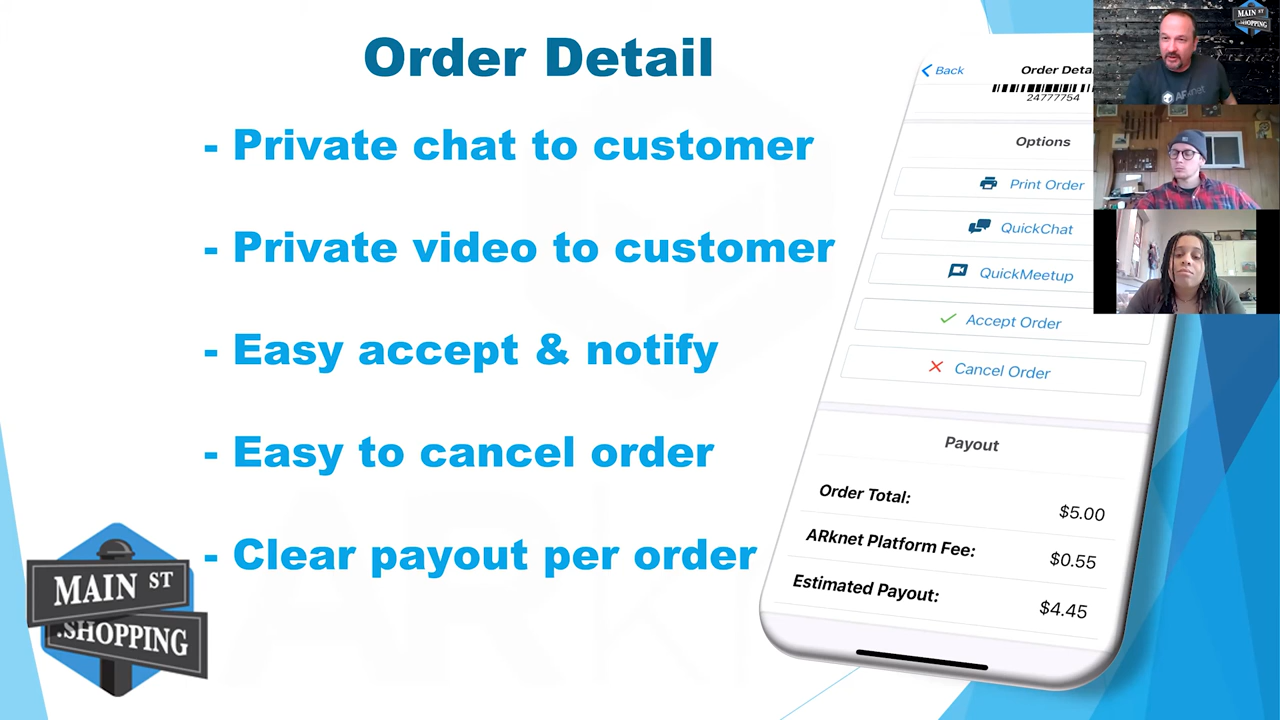 Order Detail
- Private chat to customer
- Private video to customer
- Easy accept & notify
- Easy to cancel order
- Clear payout per order
MAIN ST
.SHOPPING
Back
Order Deta
24777754
Options
Print Order
QuickChat
QuickMeetup
Accept Order
Cancel Order
Payout
Order Total: $5.00
ARknet Platform Fee: $0.55
Estimated Payout: $4.45
MAIN ST
.SHOPPING
ARknet